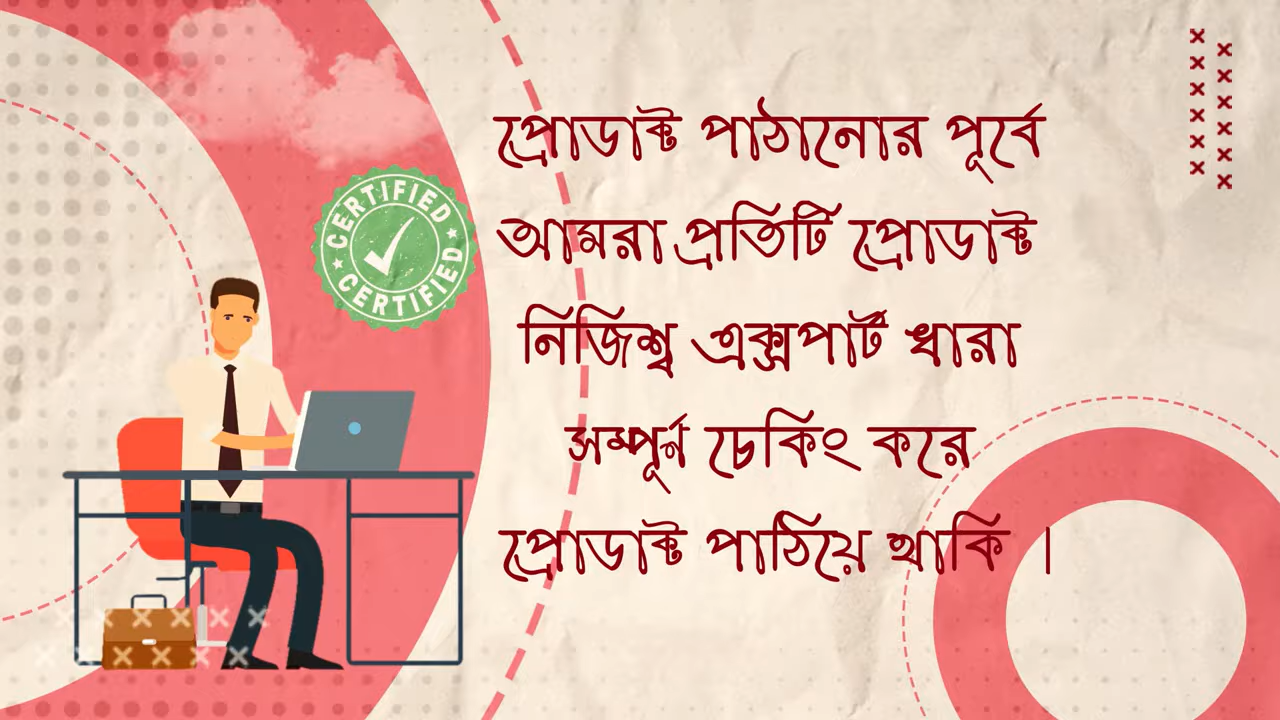 CERTIFIED
CERTIFIED
প্রোডাক্ট পাঠানোর পূর্বে
আমরা প্রতিটি প্রোডাক্ট
নিজিশ্ব এক্সপার্ট ধারা
সম্পূর্ণ চেকিং করে
প্রোডাক্ট পাঠিয়ে থাকি ।